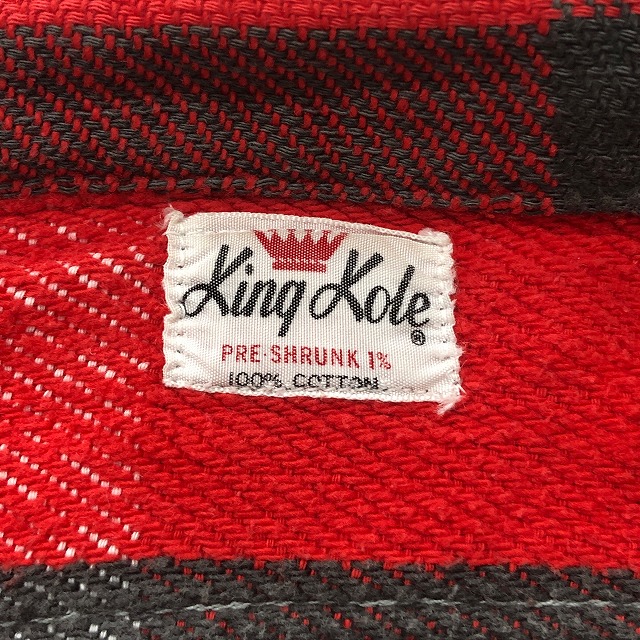 King Kole®
PRE-SHRUNK 1%
100% COTTON